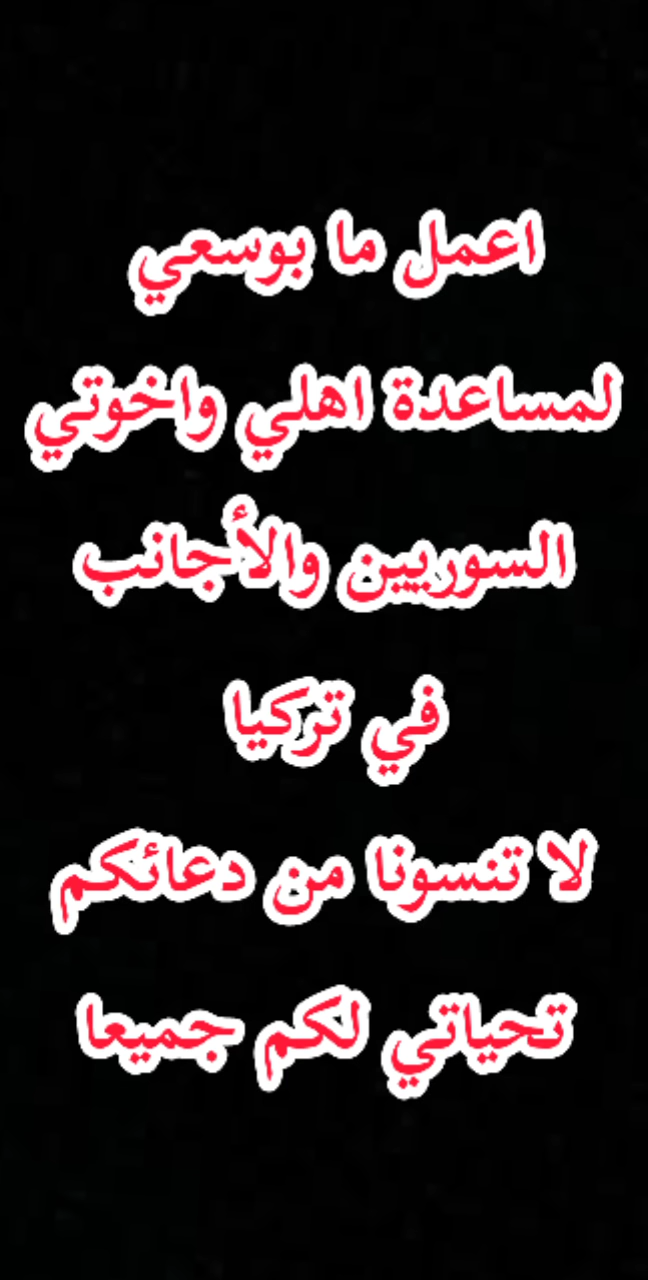 اعمل ما بوسعي
لمساعدة اهلي واخوتي
السوريين والأجانب
في تركيا
لا تنسونا من دعائكم
تحياتي لكم جميعا